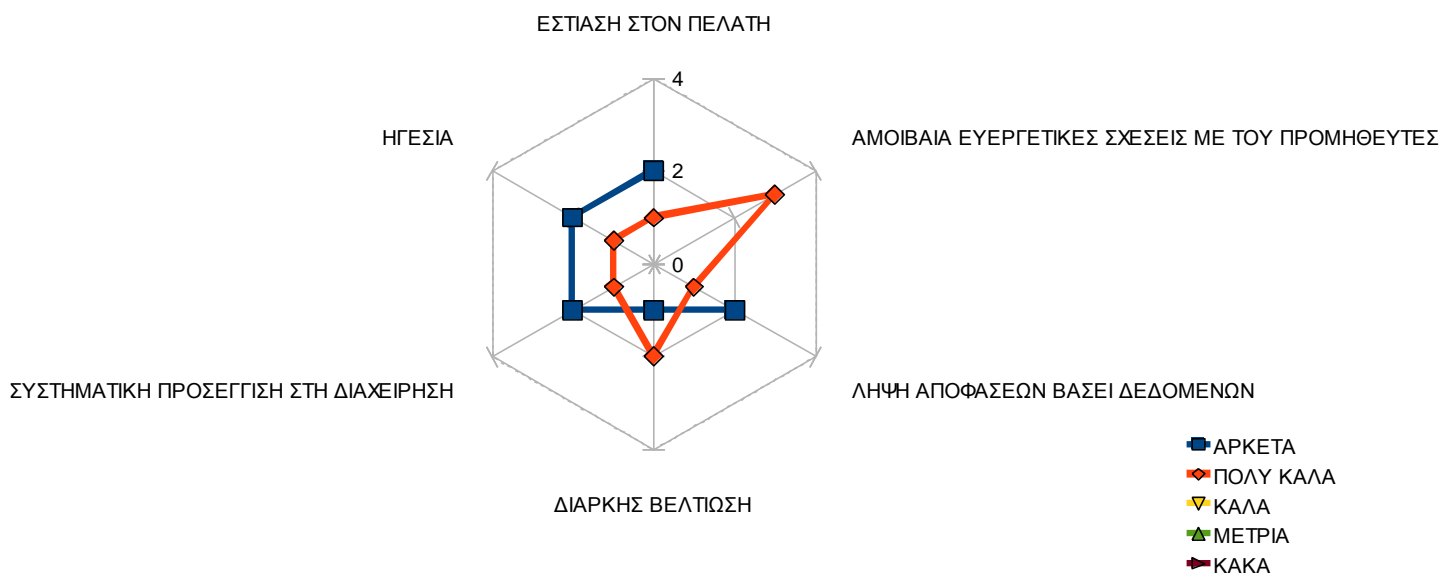 ΕΣΤΙΑΣΗ ΣΤΟΝ ΠΕΛΑΤΗ
4
ΗΓΕΣΙΑ
ΑΜΟΙΒΑΙΑ ΕΥΕΡΓΕΤΙΚΕΣ ΣΧΕΣΕΙΣ ΜΕ ΤΟΥ ΠΡΟΜΗΘΕΥΤΕΣ
2
0
ΣΥΣΤΗΜΑΤΙΚΗ ΠΡΟΣΕΓΓΙΣΗ ΣΤΗ ΔΙΑΧΕΙΡΗΣΗ
ΛΗΨΗ ΑΠΟΦΑΣΕΩΝ ΒΑΣΕΙ ΔΕΔΟΜΕΝΩΝ
ΔΙΑΡΚΗΣ ΒΕΛΤΙΩΣΗ
ΑΡΚΕΤΑ
ΠΟΛΥ ΚΑΛΑ
ΚΑΛΑ
ΜΕΤΡΙΑ
ΚΑΚΑ